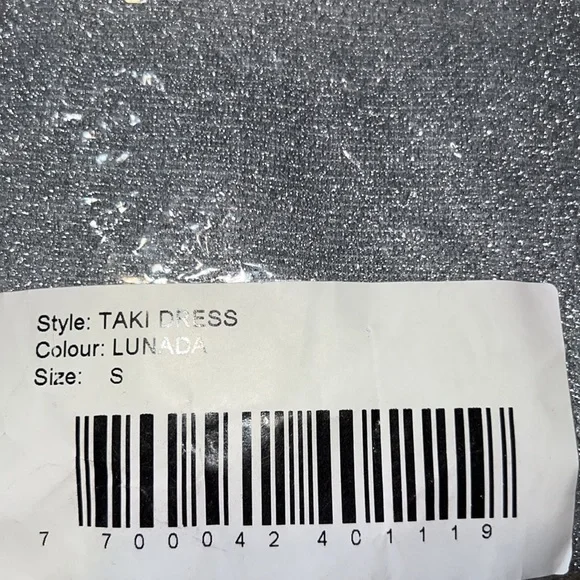 Style: TAKI DRESS
Colour: LUNADA
Size: S
7 700042 401119